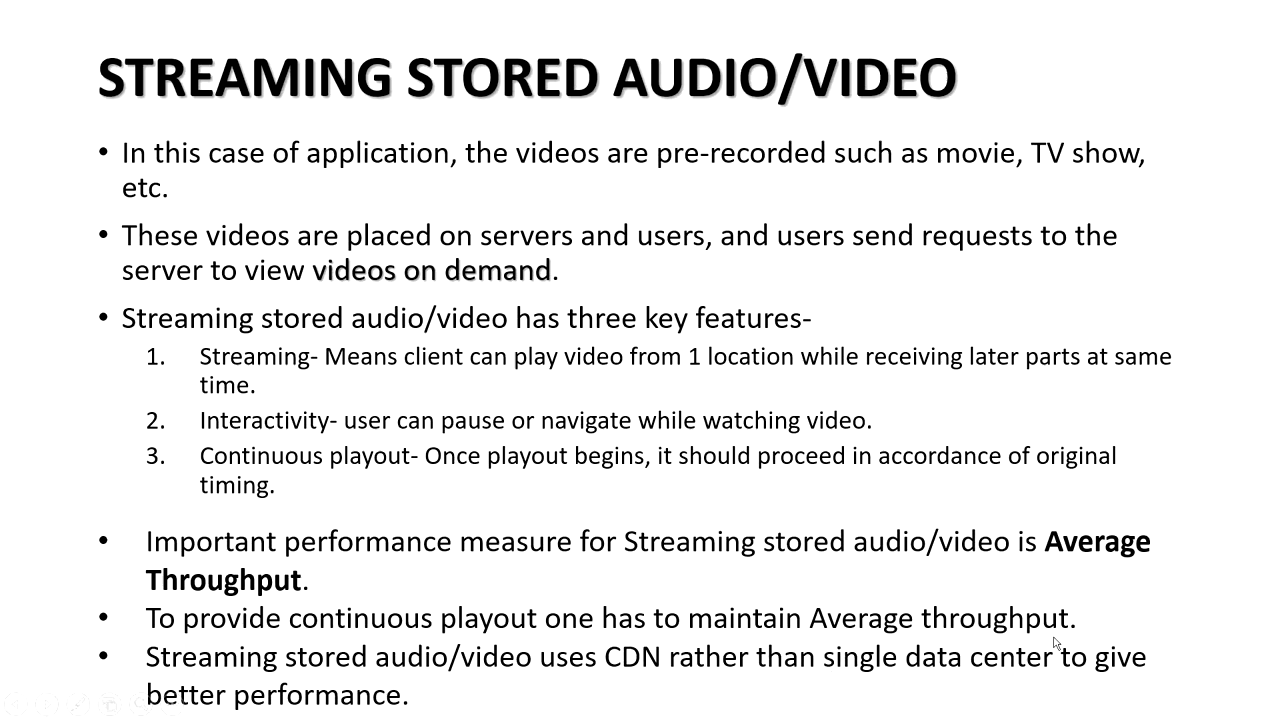 STREAMING STORED AUDIO/VIDEO
• In this case of application, the videos are pre-recorded such as movie, TV show,
etc.
• These videos are placed on servers and users, and users send requests to the
server to view videos on demand.
• Streaming stored audio/video has three key features-
1. Streaming- Means client can play video from 1 location while receiving later parts at same
time.
2. Interactivity- user can pause or navigate while watching video.
3. Continuous playout- Once playout begins, it should proceed in accordance of original
timing.
• Important performance measure for Streaming stored audio/video is Average
Throughput.
• To provide continuous playout one has to maintain Average throughput.
• Streaming stored audio/video uses CDN rather than single data center to give
better performance.